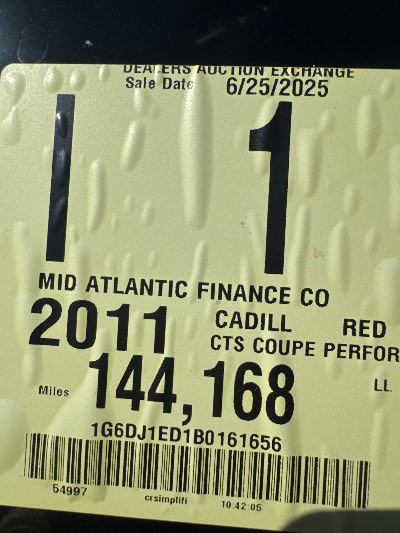 DEALERS AUCTION EXCHANGE
Sale Date 6/25/2025
I 1
MID ATLANTIC FINANCE CO
2011 CADILL RED
CTS COUPE PERFOR
Miles 144,168 LL
1G6DJ1ED1B0161656
54997 crsimplifi 10:42:05